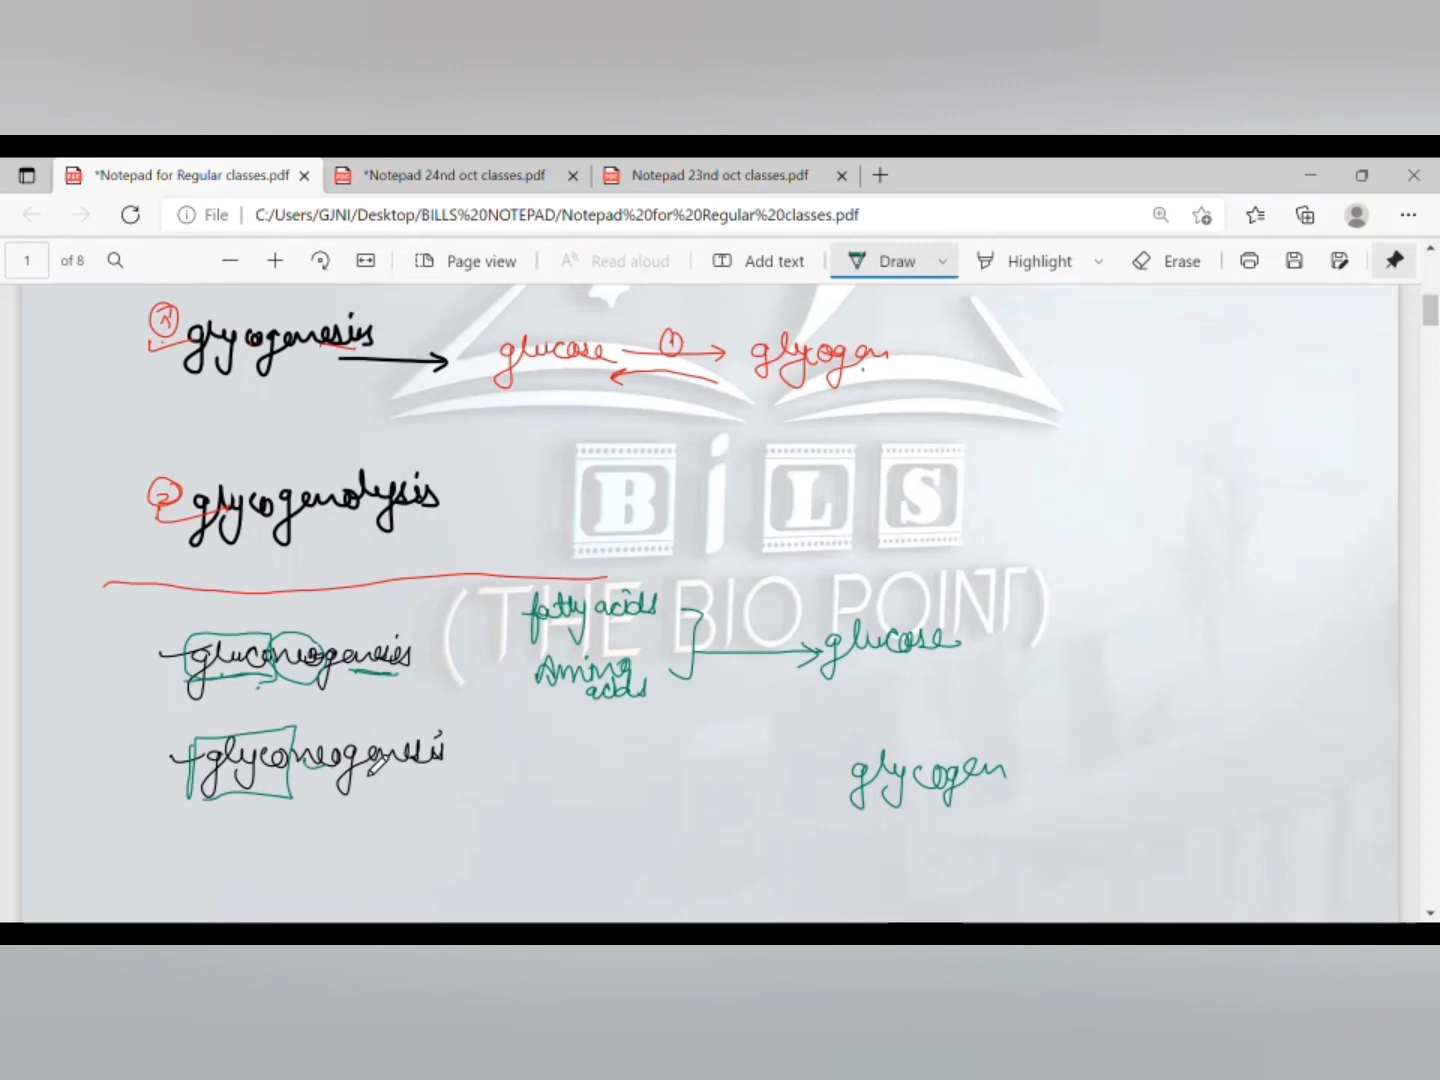 *Notepad for Regular classes.pdf
*Notepad 24nd oct classes.pdf
Notepad 23nd oct classes.pdf
File
C:/Users/GJNI/Desktop/BILLS%20NOTEPAD/Notepad%20for%20Regular%20classes.pdf
1 of 8
Page view
Read aloud
Add text
Draw
Highlight
Erase
① glycogenesis
glucose ① glycogen
② glycogenolysis
BiLS
(THE BIO POINT)
fatty acids
gluconeogenesis
glucose
Amino
acids
glyconeogenesis
glycogen